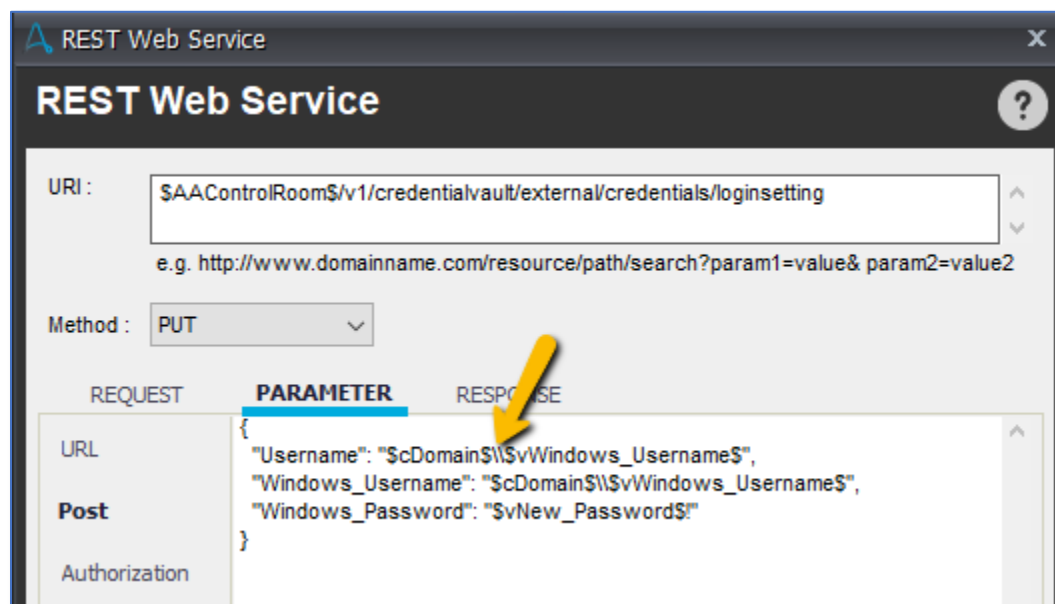 REST Web Service
x
REST Web Service
?
URI :
$AAControlRoom$/v1/credentialvault/external/credentials/loginsetting
e.g. http://www.domainname.com/resource/path/search?param1=value& param2=value2
Method :
PUT
REQUEST
PARAMETER
RESPONSE
URL
Post
Authorization
{
"Username": "$cDomain$\\$vWindows_Username$",
"Windows_Username": "$cDomain$\\$vWindows_Username$",
"Windows_Password": "$vNew_Password$!"
}